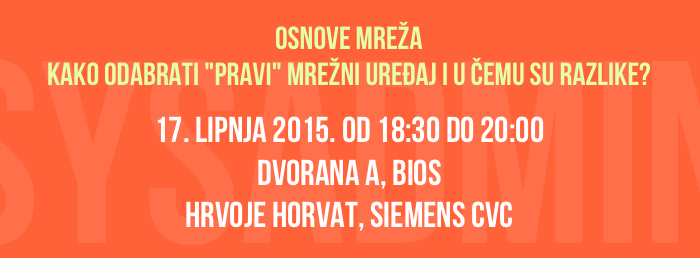 OSNOVE MREŽA
KAKO ODABRATI "PRAVI" MREŽNI UREĐAJ I U ČEMU SU RAZLIKE?
17. LIPNJA 2015. OD 18:30 DO 20:00
DVORANA A, BIOS
HRVOJE HORVAT, SIEMENS CVC
SYSADMIN